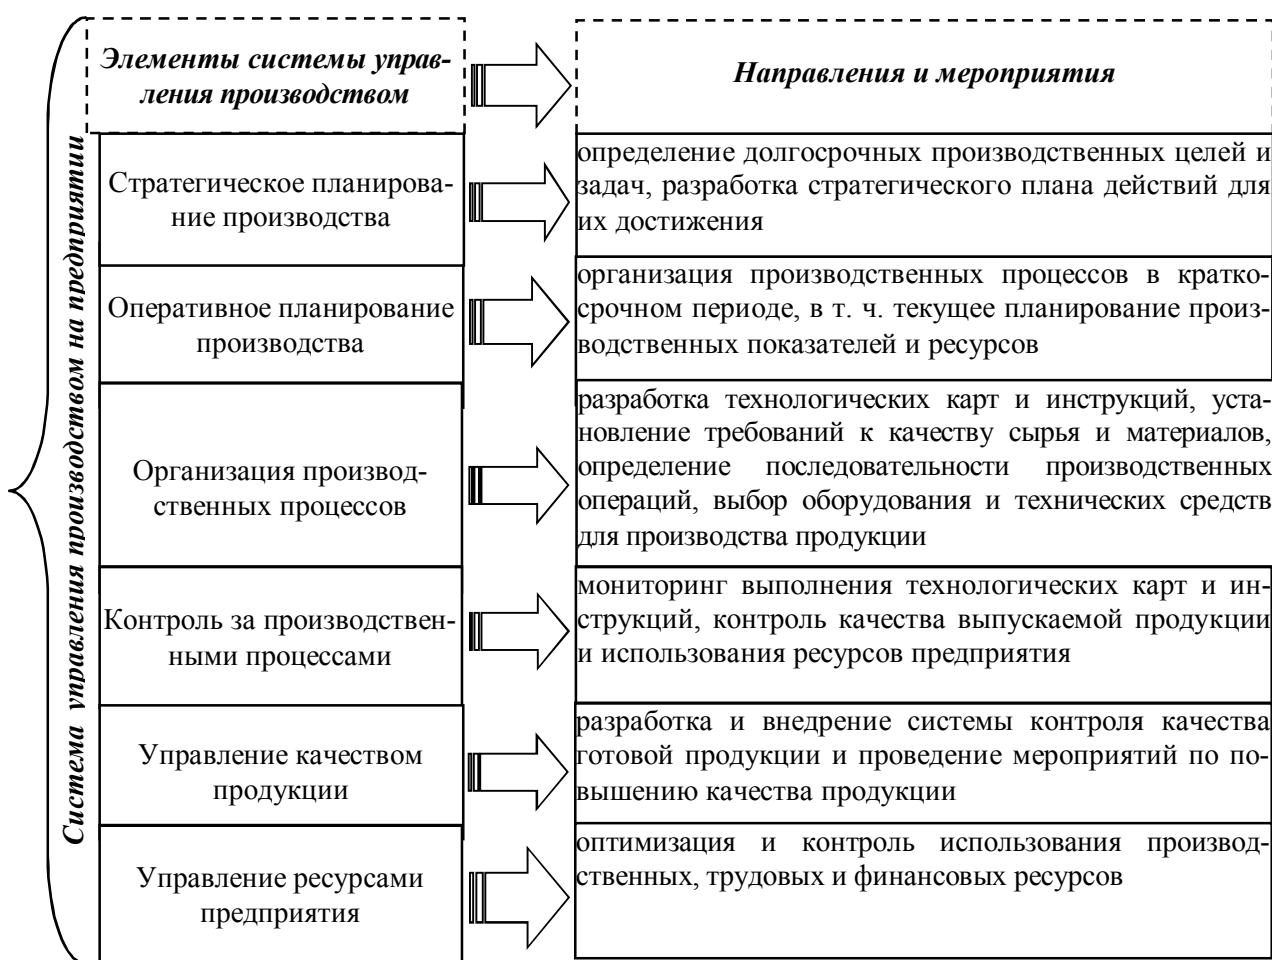 Система управления производством на предприятии
Элементы системы управ-
ления производством
Направления и мероприятия
Стратегическое планирова-
ние производства
определение долгосрочных производственных целей и
задач, разработка стратегического плана действий для
их достижения
Оперативное планирование
производства
организация производственных процессов в кратко-
срочном периоде, в т. ч. текущее планирование произ-
водственных показателей и ресурсов
Организация производ-
ственных процессов
разработка технологических карт и инструкций, уста-
новление требований к качеству сырья и материалов,
определение последовательности производственных
операций, выбор оборудования и технических средств
для производства продукции
Контроль за производствен-
ными процессами
мониторинг выполнения технологических карт и ин-
струкций, контроль качества выпускаемой продукции
и использования ресурсов предприятия
Управление качеством
продукции
разработка и внедрение системы контроля качества
готовой продукции и проведение мероприятий по по-
вышению качества продукции
Управление ресурсами
предприятия
оптимизация и контроль использования производ-
ственных, трудовых и финансовых ресурсов